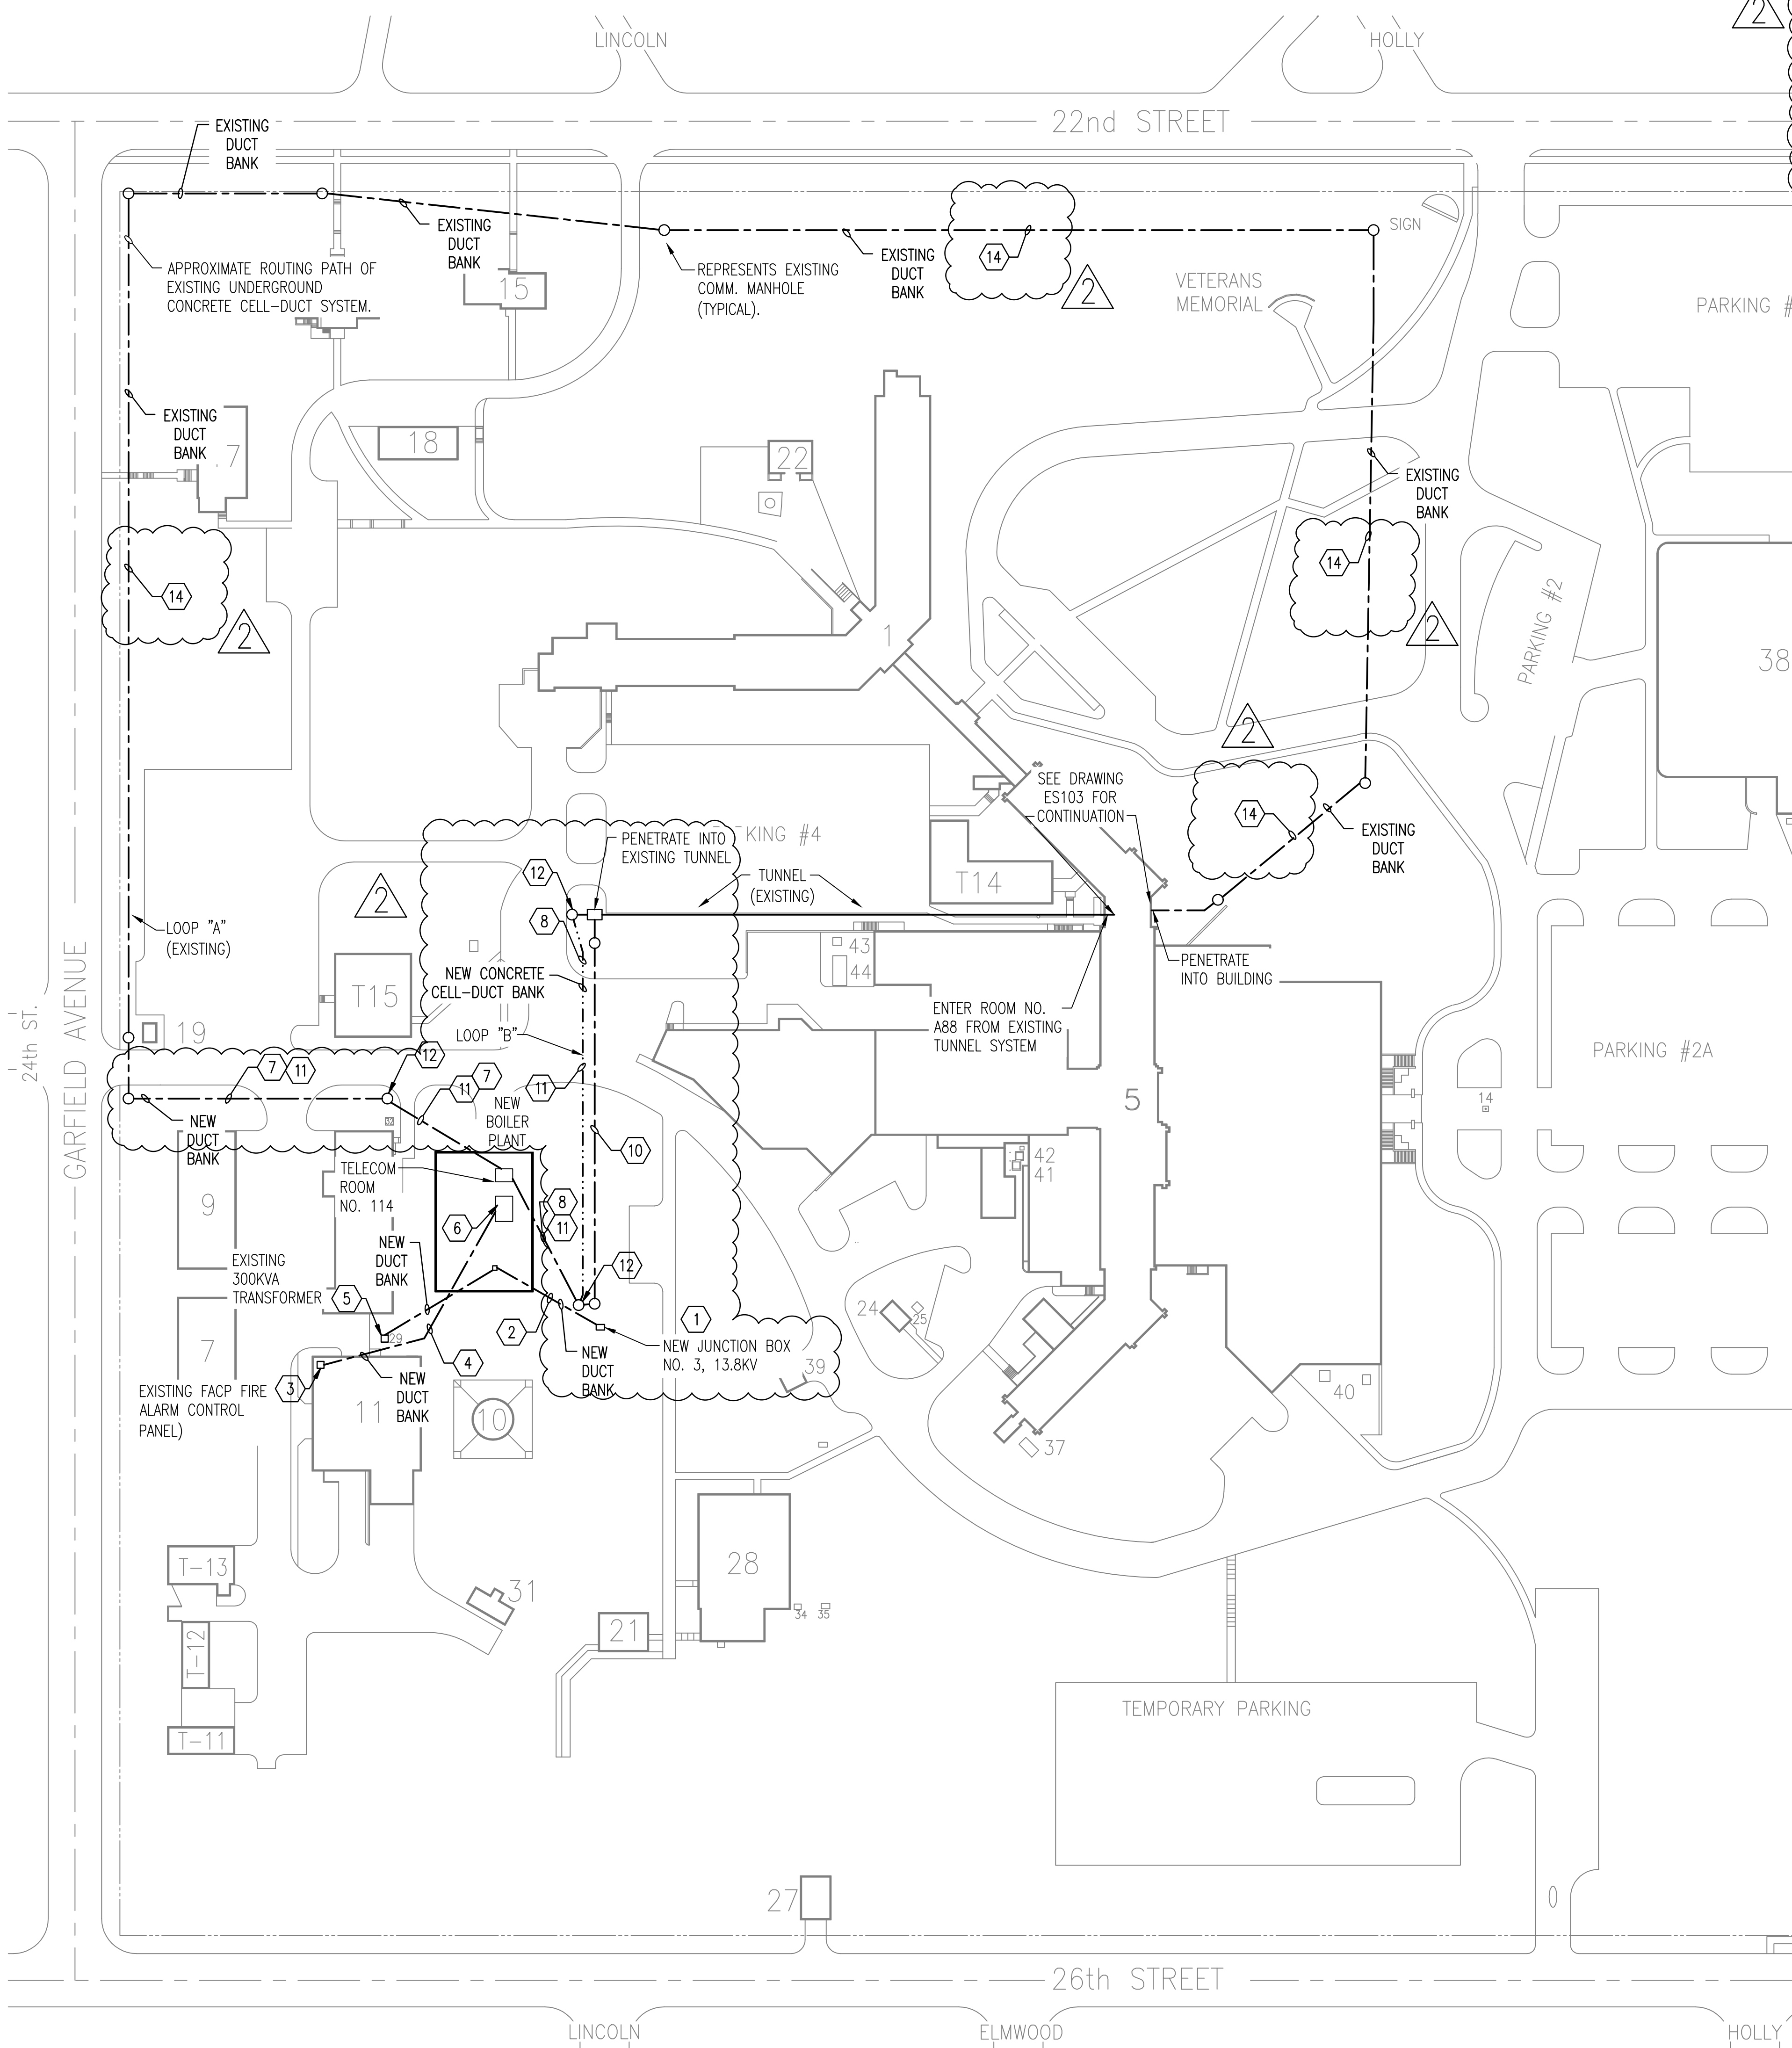 2
LINCOLN
HOLLY
22nd STREET
EXISTING
DUCT
BANK
EXISTING
DUCT
BANK
APPROXIMATE ROUTING PATH OF
EXISTING UNDERGROUND
CONCRETE CELL-DUCT SYSTEM.
15
REPRESENTS EXISTING
COMM. MANHOLE
(TYPICAL).
EXISTING
DUCT
BANK
14
2
SIGN
VETERANS
MEMORIAL
PARKING #
EXISTING
DUCT
BANK
7
18
22
EXISTING
DUCT
BANK
14
2
14
2
PARKING #2
38
1
2
SEE DRAWING
ES103 FOR
CONTINUATION
14
EXISTING
DUCT
BANK
KING #4
PENETRATE INTO
EXISTING TUNNEL
12
TUNNEL
(EXISTING)
T14
2
8
LOOP "A"
(EXISTING)
NEW CONCRETE
CELL-DUCT BANK
43
44
PENETRATE
INTO BUILDING
T15
LOOP "B"
ENTER ROOM NO.
A88 FROM EXISTING
TUNNEL SYSTEM
19
24th ST.
GARFIELD AVENUE
PARKING #2A
7
11
12
7
11
11
NEW
BOILER
PLANT
NEW
DUCT
BANK
32
5
14
10
42
41
TELECOM
ROOM
NO. 114
9
6
8
11
NEW
DUCT
BANK
EXISTING
300KVA
TRANSFORMER
12
5
29
2
1
NEW JUNCTION BOX
NO. 3, 13.8KV
24
25
7
4
NEW
DUCT
BANK
39
3
EXISTING FACP FIRE
ALARM CONTROL
PANEL)
NEW
DUCT
BANK
11
10
40
37
28
T-13
31
34
35
21
T-12
T-11
TEMPORARY PARKING
27
26th STREET
LINCOLN
ELMWOOD
HOLLY